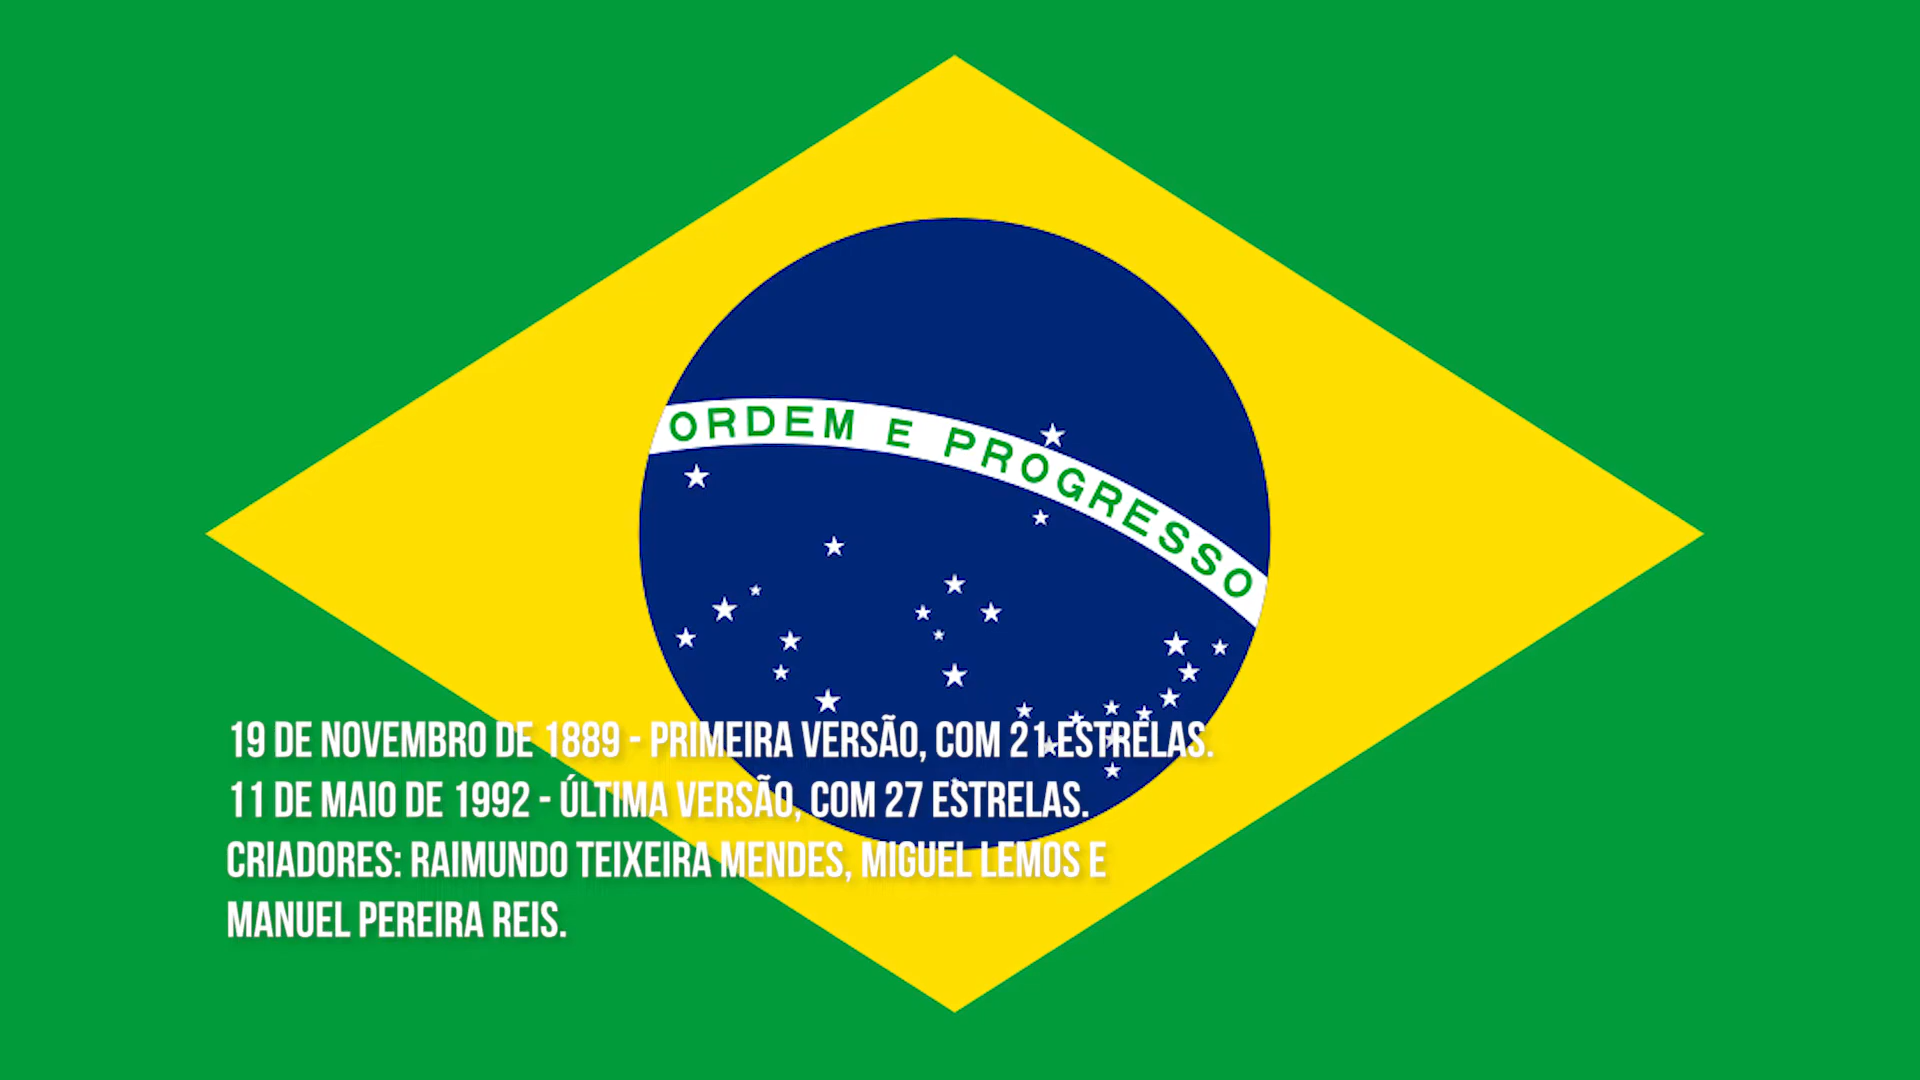 ORDEM E PROGRESSO
19 DE NOVEMBRO DE 1889 - PRIMEIRA VERSÃO, COM 21 ESTRELAS.
11 DE MAIO DE 1992 - ÚLTIMA VERSÃO, COM 27 ESTRELAS.
CRIADORES: RAIMUNDO TEIXEIRA MENDES, MIGUEL LEMOS E
MANUEL PEREIRA REIS.